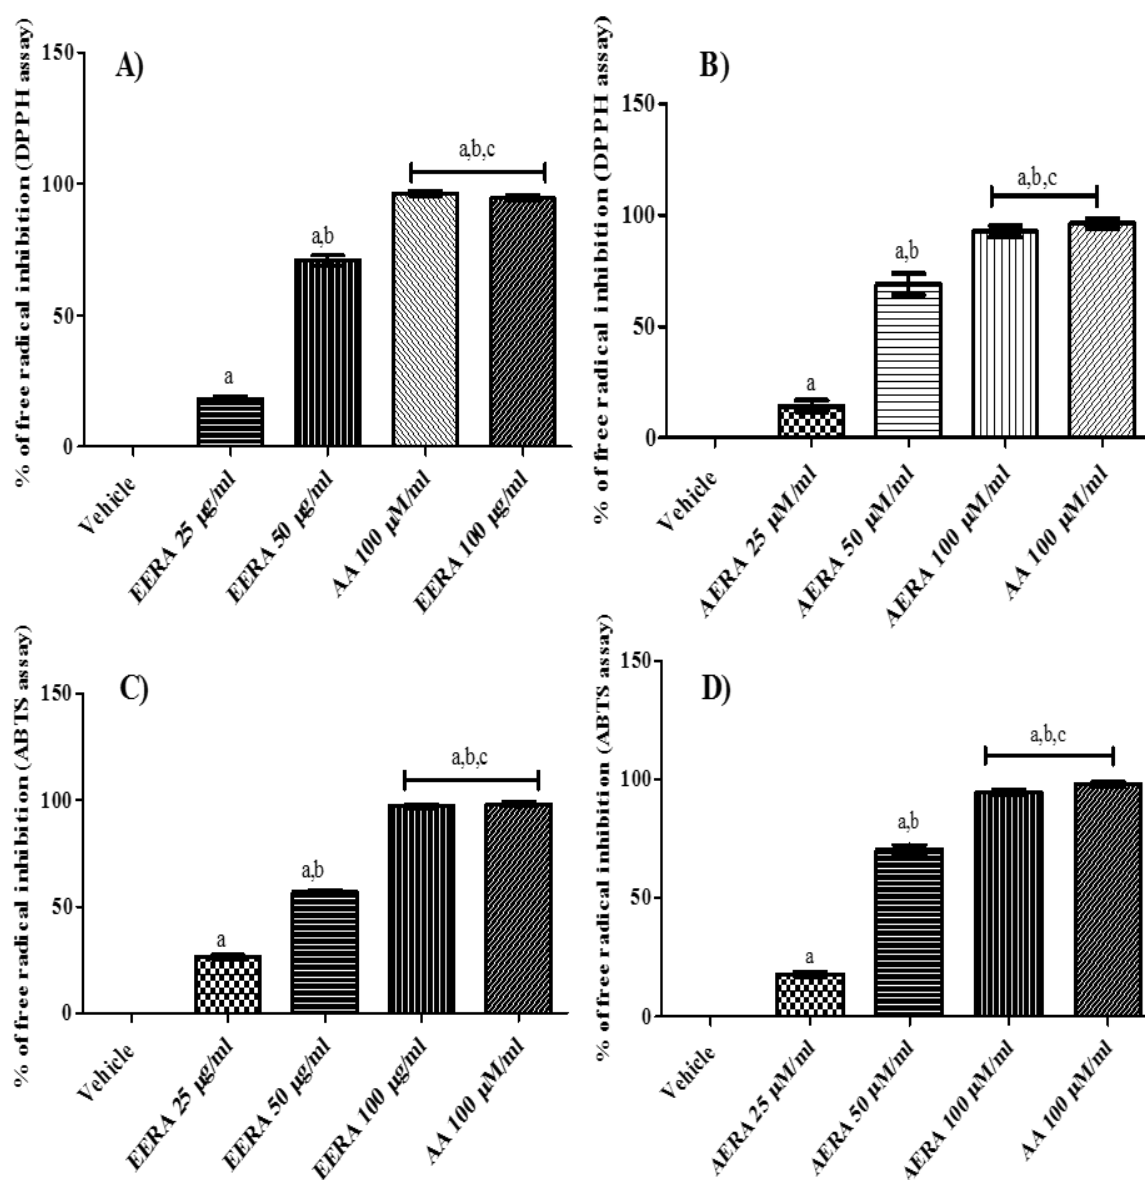 A)
% of free radical inhibition (DPPH assay)
150
100
50
0
a
a,b
a,b,c
Vehicle
EERA 25 µg/ml
EERA 50 µg/ml
AA 100 µM/ml
EERA 100 µg/ml
B)
% of free radical inhibition (DPPH assay)
150
100
50
0
a
a,b
a,b,c
Vehicle
AERA 25 µM/ml
AERA 50 µM/ml
AERA 100 µM/ml
AA 100 µM/ml
C)
% of free radical inhibition (ABTS assay)
150
100
50
0
a
a,b
a,b,c
Vehicle
EERA 25 µg/ml
EERA 50 µg/ml
EERA 100 µg/ml
AA 100 µM/ml
D)
% of free radical inhibition (ABTS assay)
150
100
50
0
a
a,b
a,b,c
Vehicle
AERA 25 µM/ml
AERA 50 µM/ml
AERA 100 µM/ml
AA 100 µM/ml